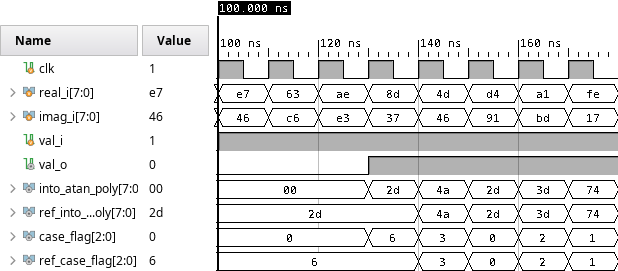 100.000 ns
Name Value 100 ns 120 ns 140 ns 160 ns
clk 1
real_i[7:0] e7 e7 63 ae 8d 4d d4 a1 fe
imag_i[7:0] 46 46 c6 e3 37 46 91 bd 17
val_i 1
val_o 0
into_atan_poly[7:0 00 00 2d 4a 2d 3d 74
ref_into_...oly[7:0] 2d 2d 4a 2d 3d 74
case_flag[2:0] 0 0 6 3 0 2 1
ref_case_flag[2:0] 6 6 3 0 2 1